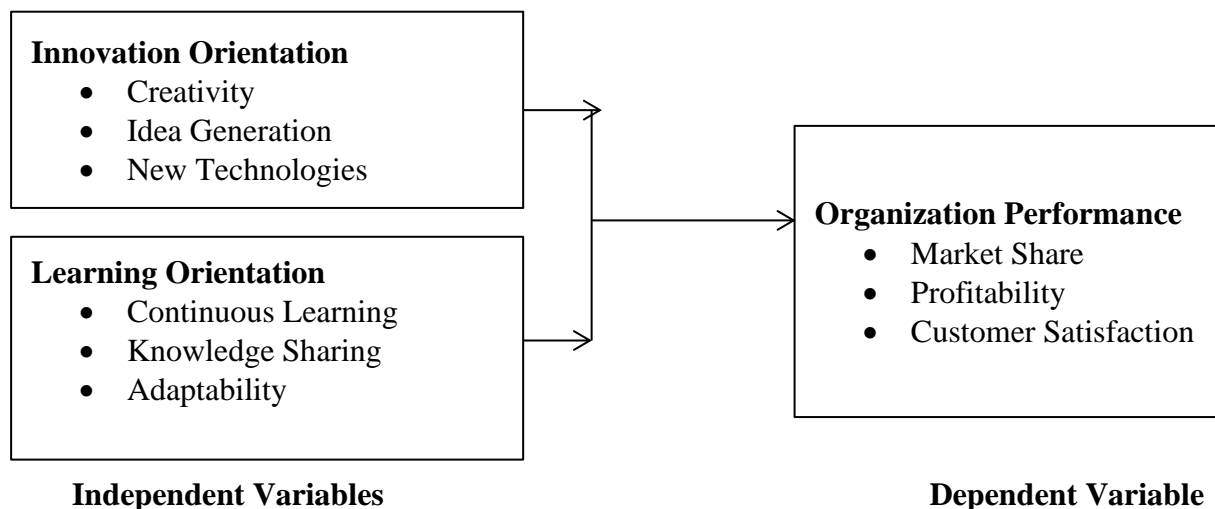 Innovation Orientation
• Creativity
• Idea Generation
• New Technologies
Learning Orientation
• Continuous Learning
• Knowledge Sharing
• Adaptability
Organization Performance
• Market Share
• Profitability
• Customer Satisfaction
Independent Variables
Dependent Variable